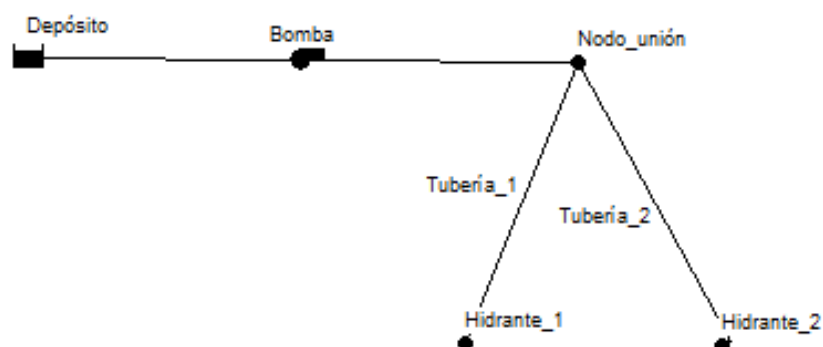 Depósito
Bomba
Nodo_unión
Tubería_1
Tubería_2
Hidrante_1
Hidrante_2